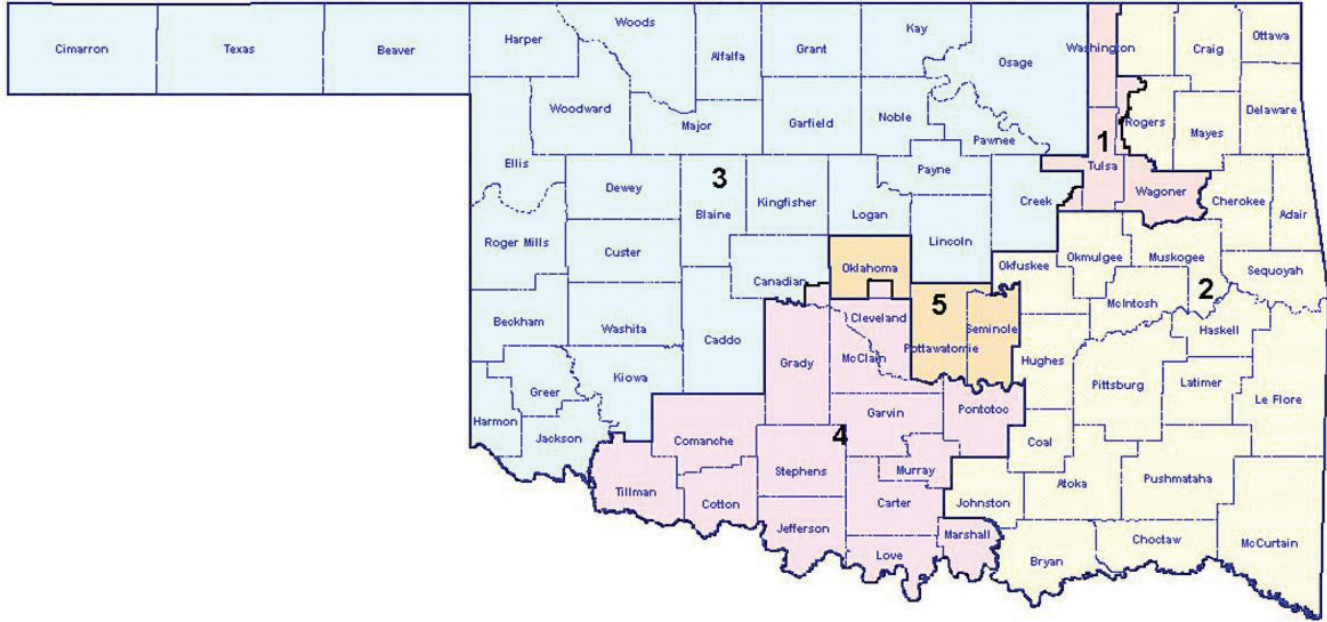 Cimarron
Texas
Beaver
Harper
Woods
Alfalfa
Grant
Kay
Osage
Washington
Craig
Ottawa
Woodward
Major
Garfield
Noble
Pawnee
Rogers
Mayes
Delaware
Ellis
Dewey
3
Blaine
Kingfisher
Logan
Payne
Creek
1
Tulsa
Wagoner
Cherokee
Adair
Roger Mills
Custer
Canadian
Oklahoma
Lincoln
Okfuskee
Okmulgee
Muskogee
Sequoyah
Beckham
Washita
Caddo
Cleveland
5
Seminole
McIntosh
2
Haskell
Kiowa
Grady
McClain
Pottawatomie
Hughes
Pittsburg
Latimer
Le Flore
Greer
Harmon
Jackson
Comanche
4
Garvin
Pontotoc
Coal
Tillman
Cotton
Stephens
Murray
Carter
Johnston
Atoka
Pushmataha
Jefferson
Love
Marshall
Bryan
Choctaw
McCurtain